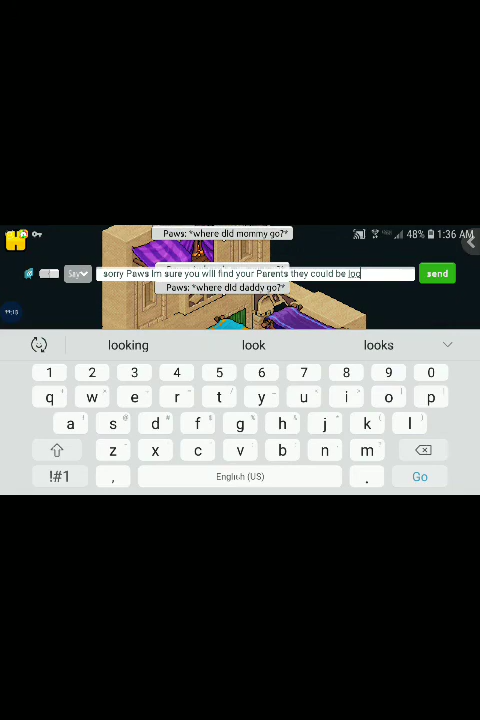 Paws: *where dId mommy go?*
48% 1:36 AM
Say sorry Paws Im sure you will find your Parents they could be loo send
Paws: *where dId daddy go?*
looking look looks
1 2 3 4 5 6 7 8 9 0
q w e r t y u i o p
a s d f g h j k l
z x c v b n m
!#1 , English (US) . Go